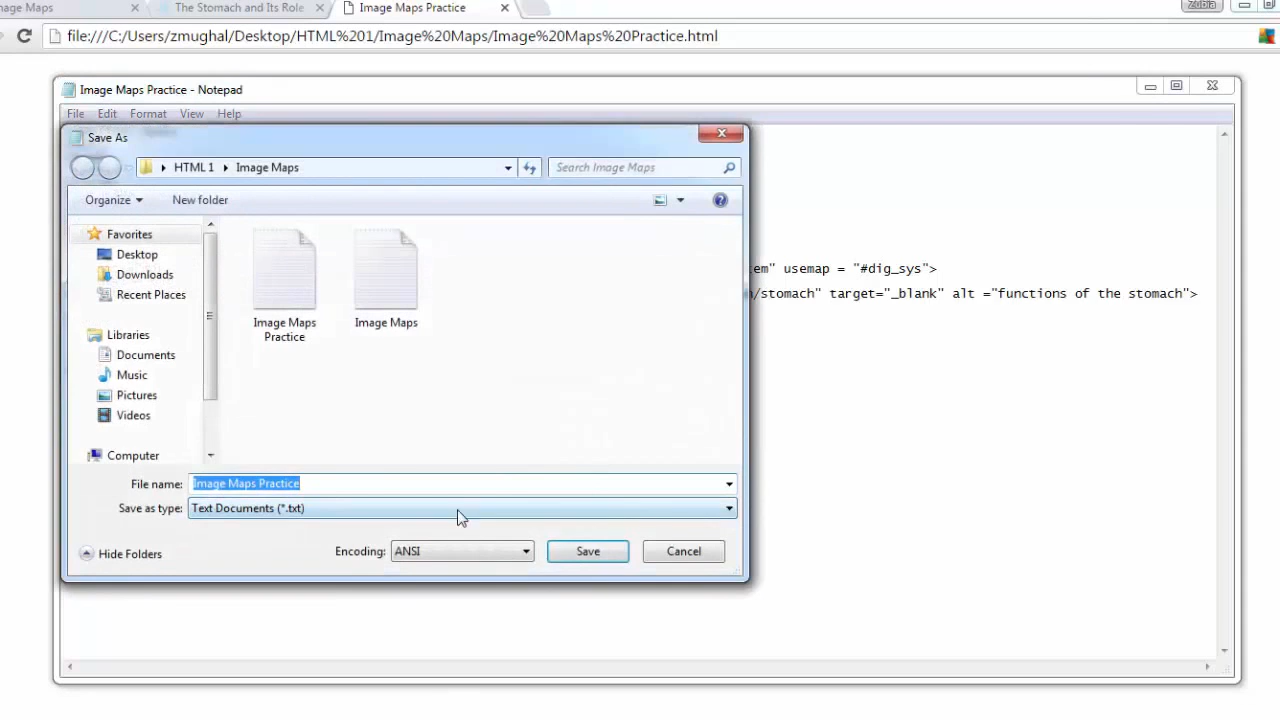 nage Maps
The Stomach and Its Role
Image Maps Practice
Zubia
file:///C:/Users/zmughal/Desktop/HTML%201/Image%20Maps/Image%20Maps%20Practice.html
Image Maps Practice - Notepad
File Edit Format View Help
Save As
HTML 1 Image Maps
Search Image Maps
Organize New folder
Favorites
Desktop
Downloads
Recent Places
Libraries
Documents
Music
Pictures
Videos
Computer
Image Maps
Practice
Image Maps
em" usemap = "#dig_sys">
/stomach" target="_blank" alt ="functions of the stomach">
File name: Image Maps Practice
Save as type: Text Documents (*.txt)
Hide Folders
Encoding: ANSI
Save
Cancel